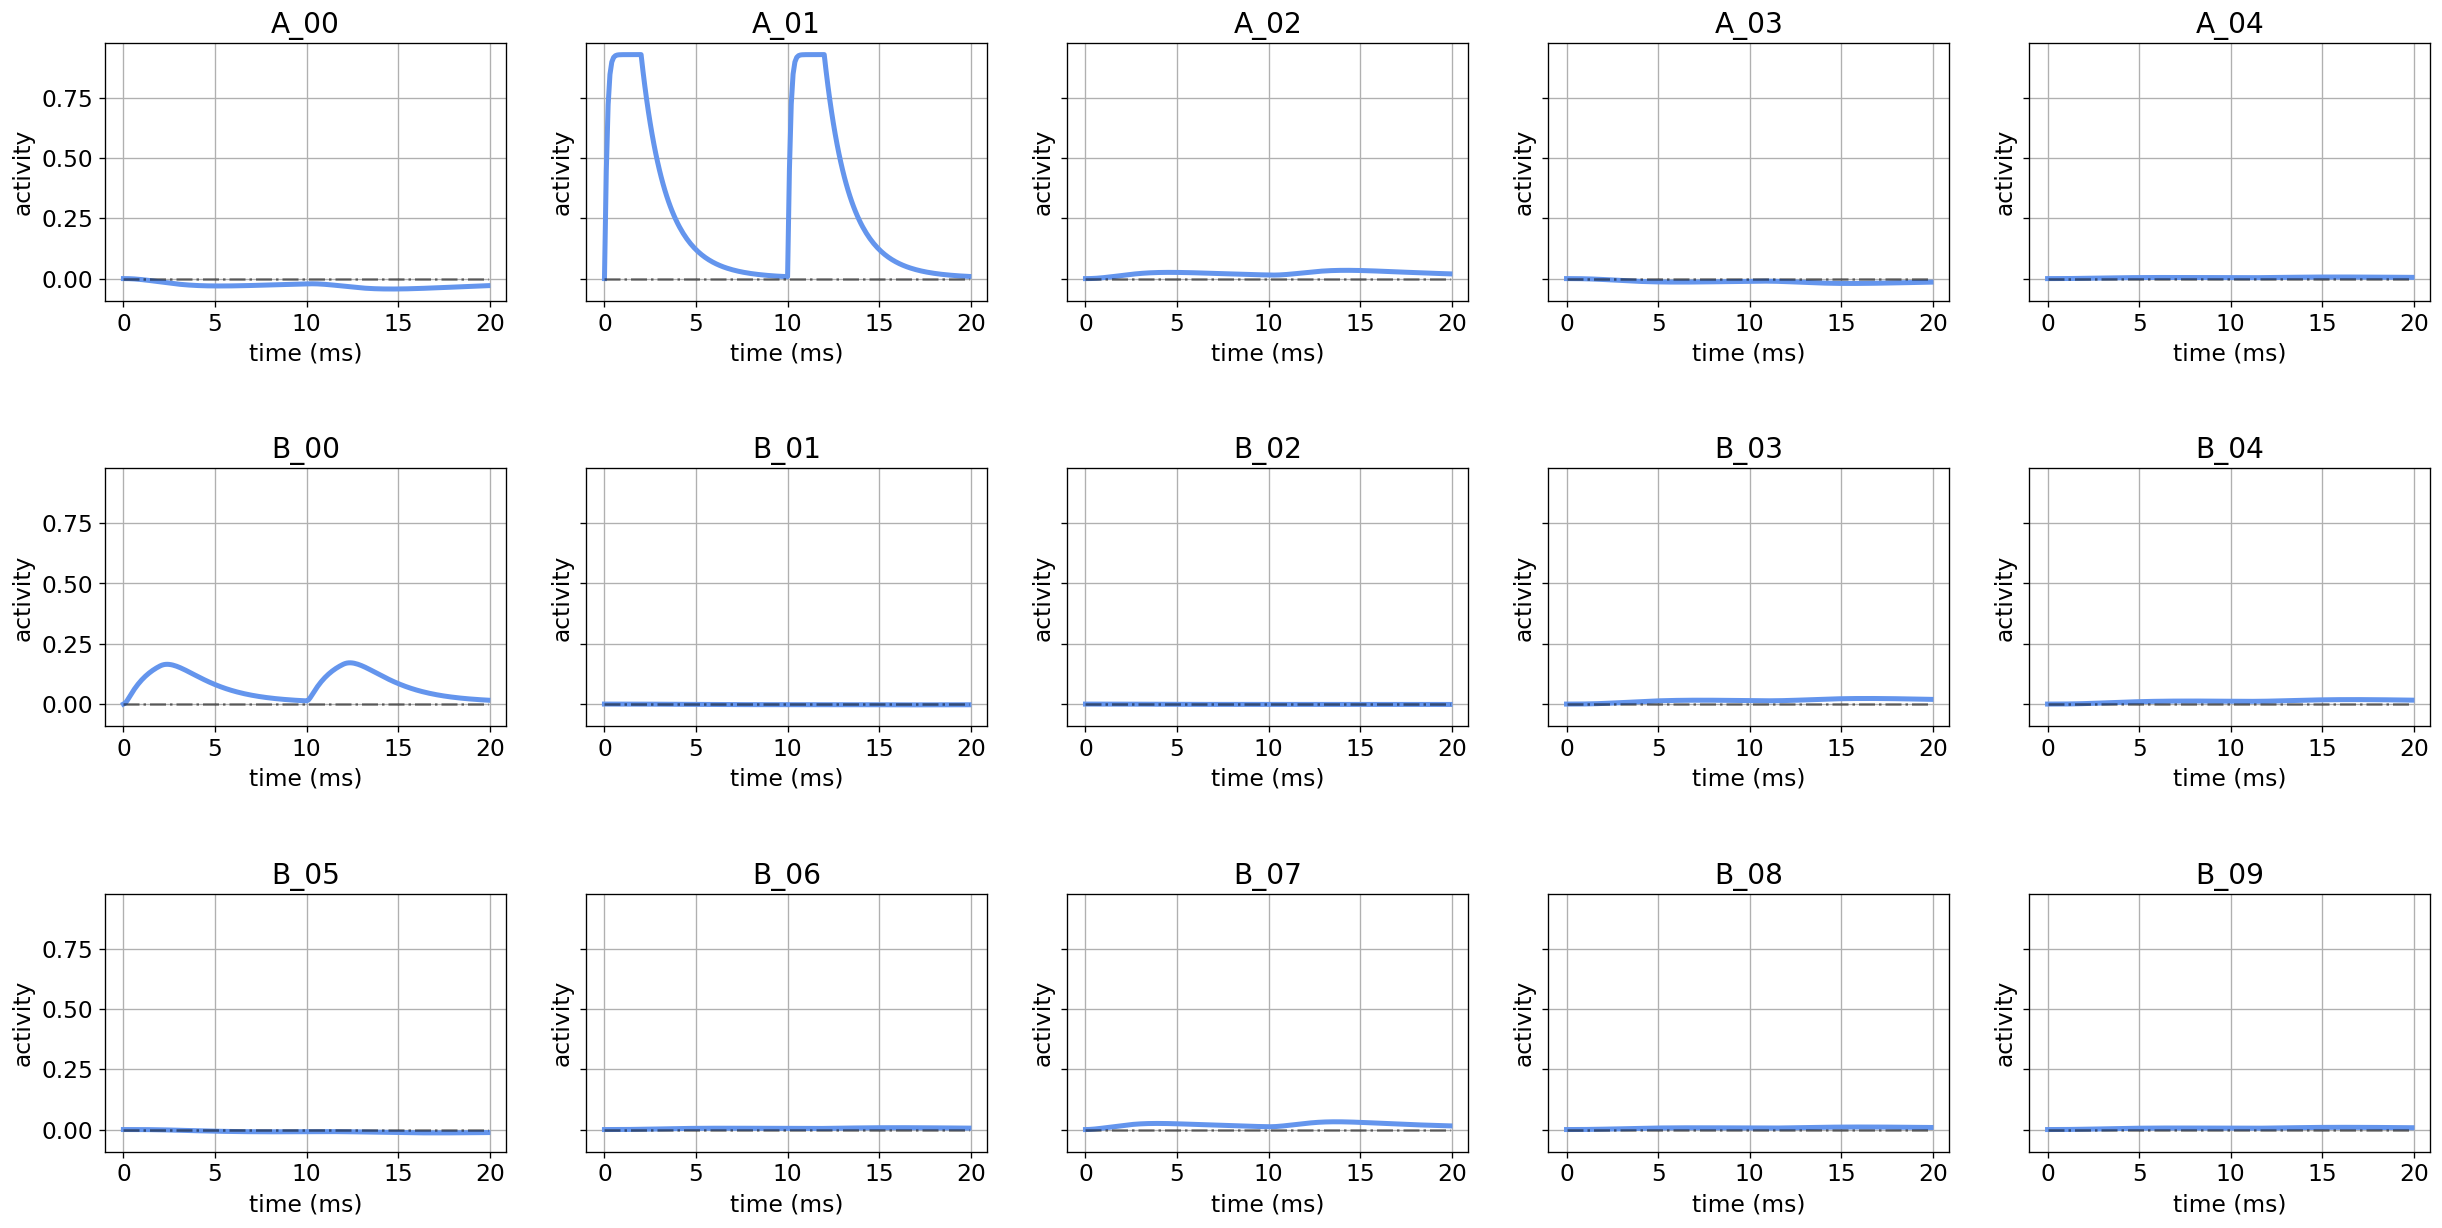 A_00 A_01 A_02 A_03 A_04
activity 0.75 0.50 0.25 0.00 activity activity activity activity
0 5 10 15 20 0 5 10 15 20 0 5 10 15 20 0 5 10 15 20 0 5 10 15 20
time (ms) time (ms) time (ms) time (ms) time (ms)
B_00 B_01 B_02 B_03 B_04
activity 0.75 0.50 0.25 0.00 activity activity activity activity
0 5 10 15 20 0 5 10 15 20 0 5 10 15 20 0 5 10 15 20 0 5 10 15 20
time (ms) time (ms) time (ms) time (ms) time (ms)
B_05 B_06 B_07 B_08 B_09
activity 0.75 0.50 0.25 0.00 activity activity activity activity
0 5 10 15 20 0 5 10 15 20 0 5 10 15 20 0 5 10 15 20 0 5 10 15 20
time (ms) time (ms) time (ms) time (ms) time (ms)